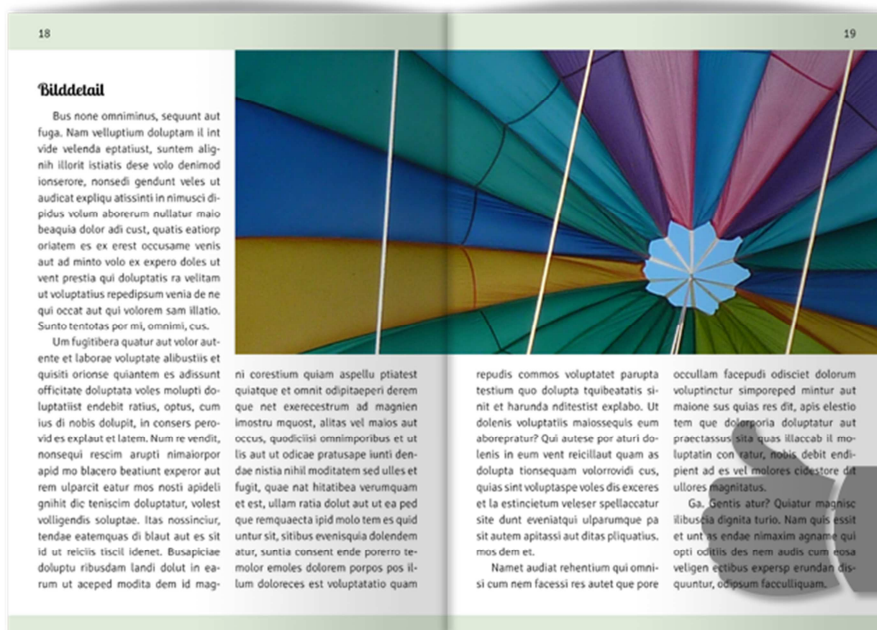 18
19
Bilddetail
Bus none omniminus, sequunt aut
fuga. Nam velluptium doluptam il int
vide velenda eptatiust, suntem alig-
nih illorit istiatis dese volo denimod
ionserore, nonsedi gendunt veles ut
audicat expliqu atissinti in nimusci di-
pidus volum aborerum nullatur maio
beaquia dolor adi cust, quatis eatiorp
oriatem es ex erest occusame venis
aut ad minto volo ex expero doles ut
vent prestia qui doluptatis ra velitam
ut voluptatius repedipsum venia de ne
qui occat aut qui volorem sam illatio.
Sunto tentotas por mi, omnimi, cus.
Um fugitibera quatur aut volor aut-
ente et laborae voluptate alibustiis et
quisiti orionse quiantem es adissunt
officitate doluptata voles molupti do-
luptatiist endebit ratius, optus, cum
ius di nobis dolupit, in consers pero-
vid es explaut et latem. Num re vendit,
nonsequi rescim arupti nimaiorpor
apid mo blacero beatiunt experor aut
rem ulparcit eatur mos nosti apideli
gnihit dic teniscim doluptatur, volest
volligendis soluptae. Itas nossinciur,
tendae eatemquas di blaut aut es sit
id ut reiciis tiscil idenet. Busapiciae
doluptu ribusdam landi dolut in ea-
rum ut aceped modita dem id mag-
ni corestium quiam aspellu ptiatest
quiatque et omnit odipitaeperi derem
que net exerecestrum ad magnien
imostru mquost, alitas vel maios aut
occus, quodiciisi omnimporibus et ut
lis aut ut odicae pratusape iunti den-
dae nistia nihil moditatem sed ulles et
fugit, quae nat hitatibea verumquam
et est, ullam ratia dolut aut ut ea ped
que remquaecta ipid molo tem es quid
untur sit, sitibus evenisquia dolendem
atur, suntia consent ende porerro te-
molor emoles dolorem porpos pos il-
lum doloreces est voluptatatio quam
repudis commos voluptatet parupta
testium quo dolupta tquibeatatis si-
nit et harunda nditestist explabo. Ut
dolenis voluptatiis maiossequis eum
aborepratur? Qui autese por aturi do-
lenis in eum vent reicillaut quam as
dolupta tionsequam volorrovidi cus,
quias sint voluptaspe voles dis exceres
et la estincietum veleser spellaccatur
site dunt eveniatqui ulparumque pa
sit autem apitassi aut ditas pliquatius,
mos dem et.
Namet audiat rehentium qui omni-
si cum nem facessi res autet que pore
occullam facepudi odisciet dolorum
voluptinctur simporeped mintur aut
maione sus quias res dit, apis elestio
tem que dolorporia doluptatur aut
praectassus sita quas illaccab il mo-
luptatin con ratur, nobis debit endi-
pient ad es vel molores cidestore dit
ullores magnitatus.
Ga. Gentis atur? Quiatur magnisc
ilibuscia dignita turio. Nam quis essit
et unt as endae nimaxim agname qui
opti oditiis des nem audis cum eosa
veligen ectibus expersp erundan dis-
quuntur, odipsum facculliquam.